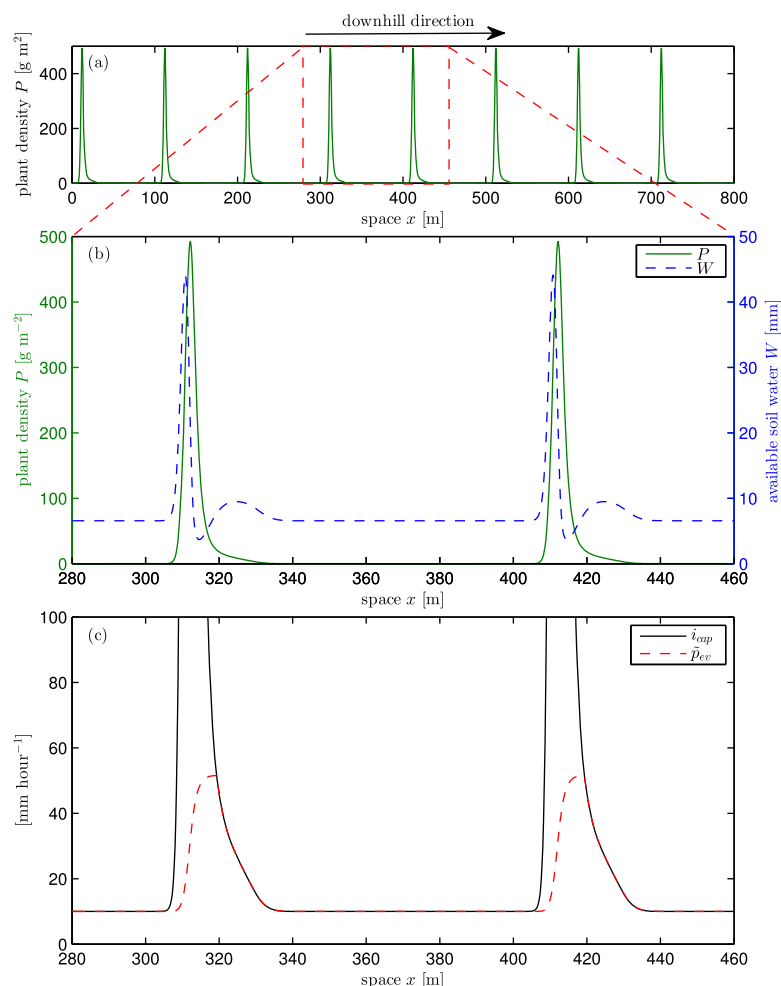 downhill direction
(a)
plant density P [g m²]
400
200
0
0 100 200 300 400 500 600 700 800
space x [m]
(b)
P
W
plant density P [g m⁻²]
500
400
300
200
100
0
50
40
30
20
10
0
available soil water W [mm]
280 300 320 340 360 380 400 420 440 460
space x [m]
(c)
i_cap
p̃_ev
[mm hour⁻¹]
100
80
60
40
20
0
280 300 320 340 360 380 400 420 440 460
space x [m]